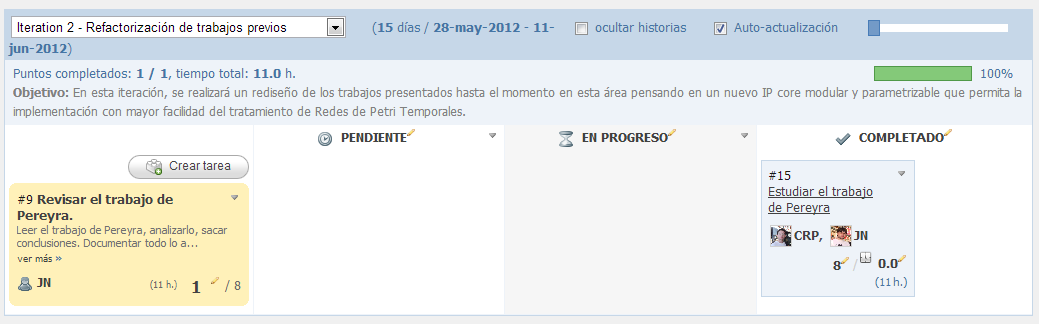 Iteration 2 - Refactorización de trabajos previos (15 días / 28-may-2012 - 11-jun-2012) ocultar historias Auto-actualización
Puntos completados: 1 / 1, tiempo total: 11.0 h. 100%
Objetivo: En esta iteración, se realizará un rediseño de los trabajos presentados hasta el momento en esta área pensando en un nuevo IP core modular y parametrizable que permita la
implementación con mayor facilidad del tratamiento de Redes de Petri Temporales.
PENDIENTE
EN PROGRESO
COMPLETADO
Crear tarea
#9 Revisar el trabajo de
Pereyra.
Leer el trabajo de Pereyra, analizarlo, sacar
conclusiones. Documentar todo lo a...
ver más »
JN (11 h.) 1 / 8
#15
Estudiar el trabajo
de Pereyra
CRP, JN
8 / 0.0
(11 h.)